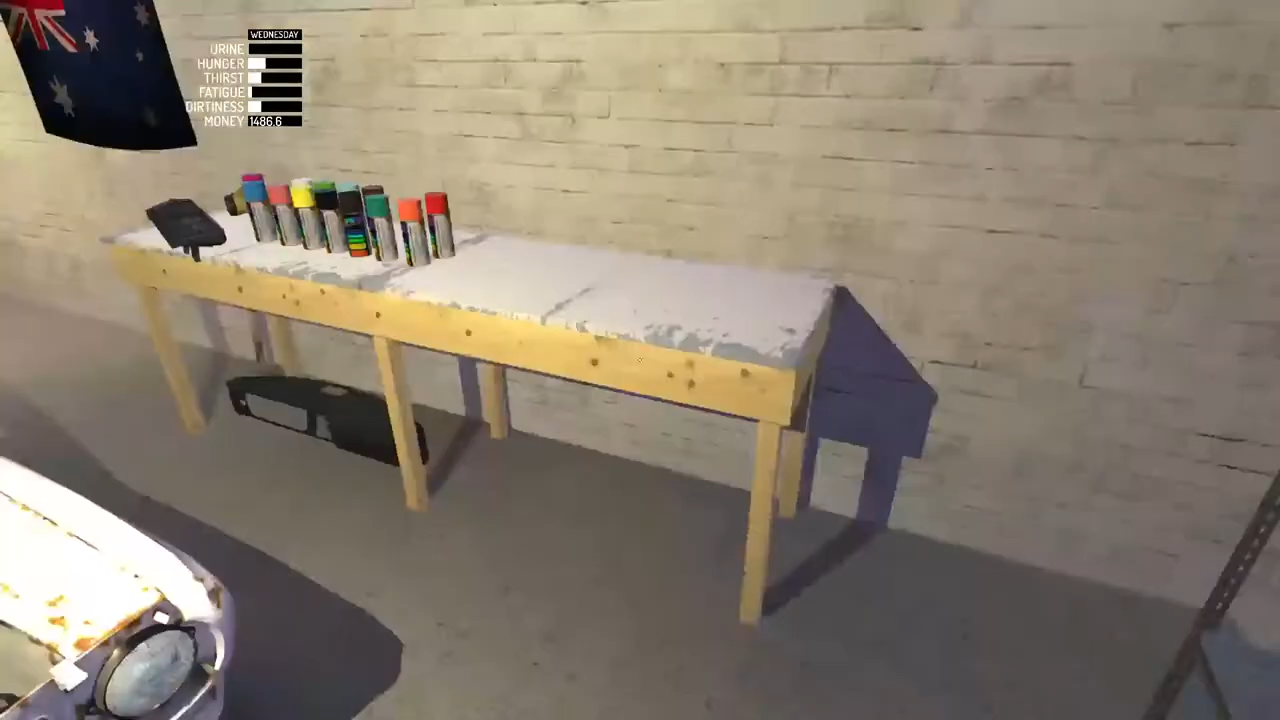 WEDNESDAY
URINE
HUNGER
THIRST
FATIGUE
DIRTINESS
MONEY 1486.6